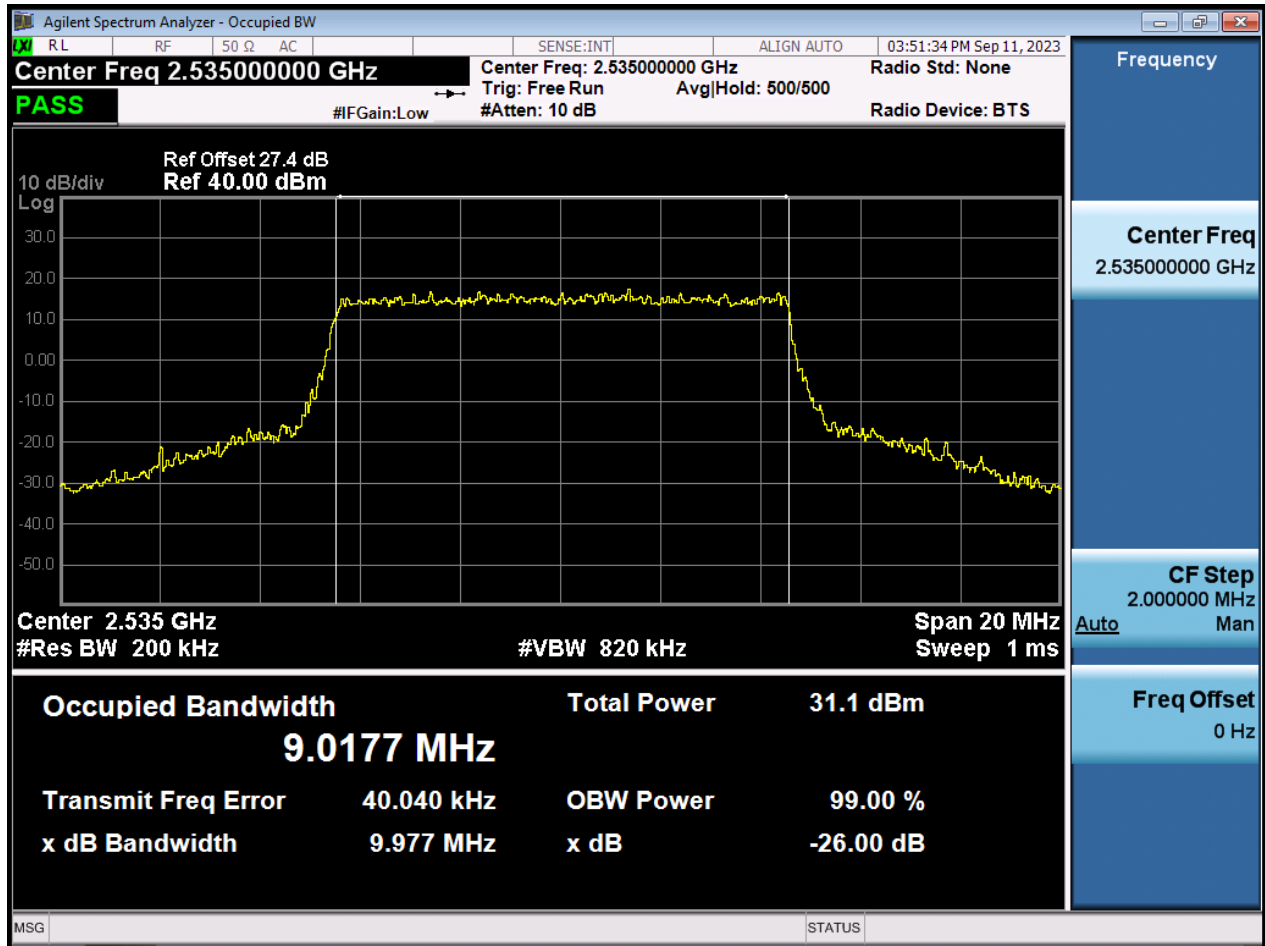 Agilent Spectrum Analyzer - Occupied BW
LXI RL RF 50 Ω AC SENSE:INT ALIGN AUTO 03:51:34 PM Sep 11, 2023
Center Freq 2.535000000 GHz
Center Freq: 2.535000000 GHz Radio Std: None
Trig: Free Run Avg|Hold: 500/500
PASS
#IFGain:Low #Atten: 10 dB Radio Device: BTS
Ref Offset 27.4 dB
10 dB/div Ref 40.00 dBm
Log
30.0
20.0
10.0
0.00
-10.0
-20.0
-30.0
-40.0
-50.0
Center 2.535 GHz Span 20 MHz
#Res BW 200 kHz #VBW 820 kHz Sweep 1 ms
Occupied Bandwidth Total Power 31.1 dBm
9.0177 MHz
Transmit Freq Error 40.040 kHz OBW Power 99.00 %
x dB Bandwidth 9.977 MHz x dB -26.00 dB
Frequency
Center Freq
2.535000000 GHz
CF Step
2.000000 MHz
Auto Man
Freq Offset
0 Hz
MSG STATUS